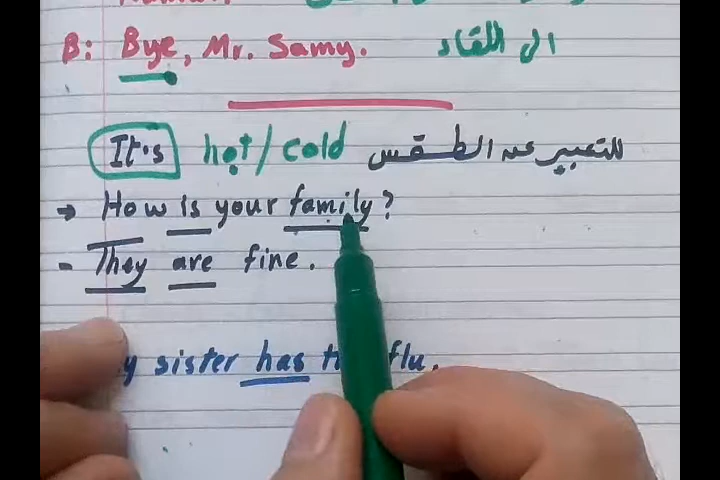 B: Bye, Mr. Samy. الى اللقاء
It's hot/cold للتعبير عن الطقس
→ How is your family?
- They are fine.
sister has flu.